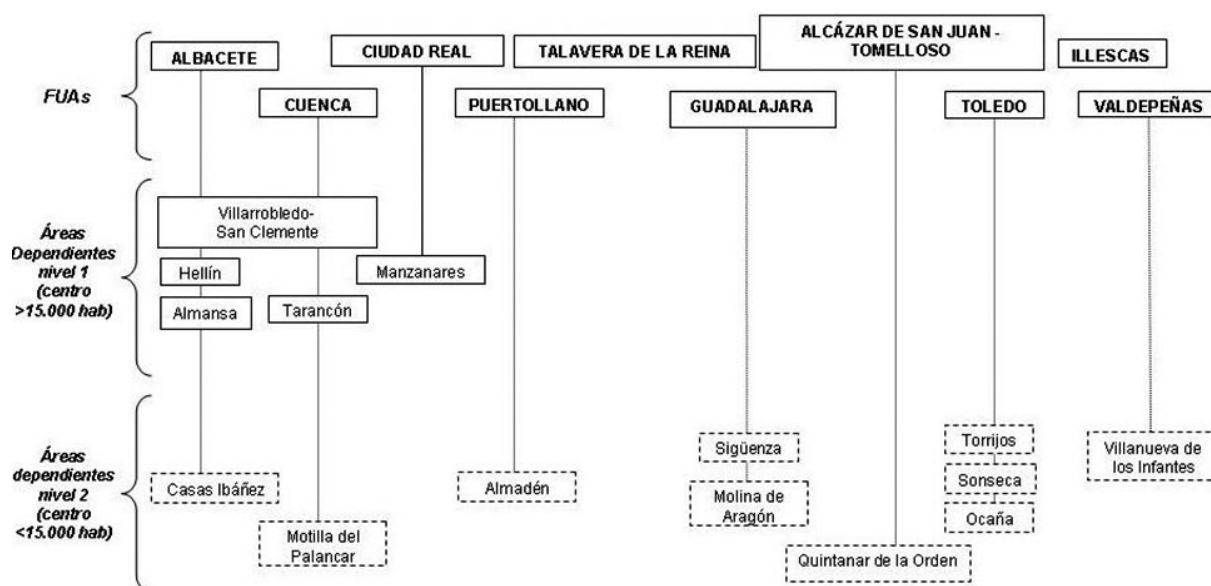 FUAs
ALBACETE
CIUDAD REAL
TALAVERA DE LA REINA
ALCÁZAR DE SAN JUAN -
TOMELLOSO
ILLESCAS
CUENCA
PUERTOLLANO
GUADALAJARA
TOLEDO
VALDEPEÑAS
Áreas
Dependientes
nivel 1
(centro
>15.000 hab)
Villarrobledo-
San Clemente
Hellín
Manzanares
Almansa
Tarancón
Áreas
dependientes
nivel 2
(centro
<15.000 hab)
Casas Ibáñez
Motilla del
Palancar
Almadén
Sigüenza
Molina de
Aragón
Quintanar de la Orden
Torrijos
Sonseca
Ocaña
Villanueva de
los Infantes